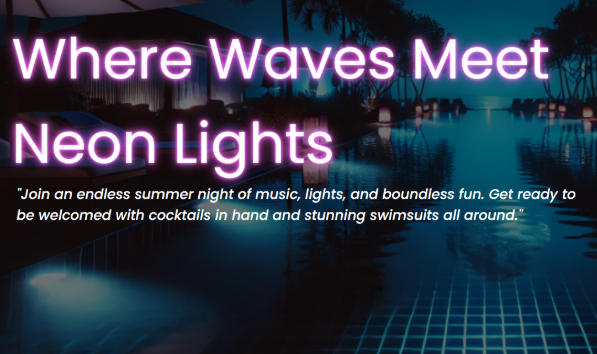 Where Waves Meet
Neon Lights
"Join an endless summer night of music, lights, and boundless fun. Get ready to
be welcomed with cocktails in hand and stunning swimsuits all around."